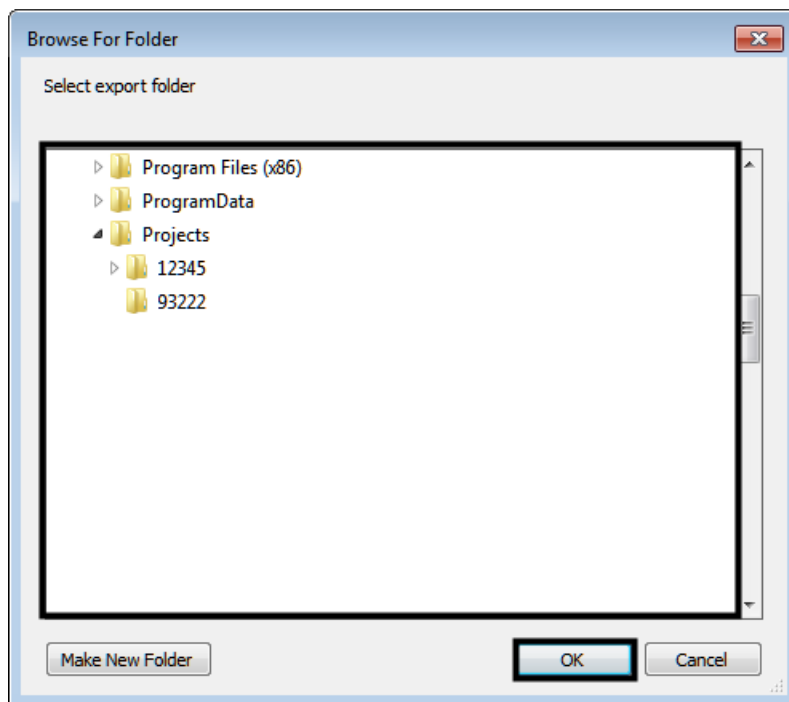 Browse For Folder
Select export folder
Program Files (x86)
ProgramData
Projects
12345
93222
Make New Folder
OK
Cancel